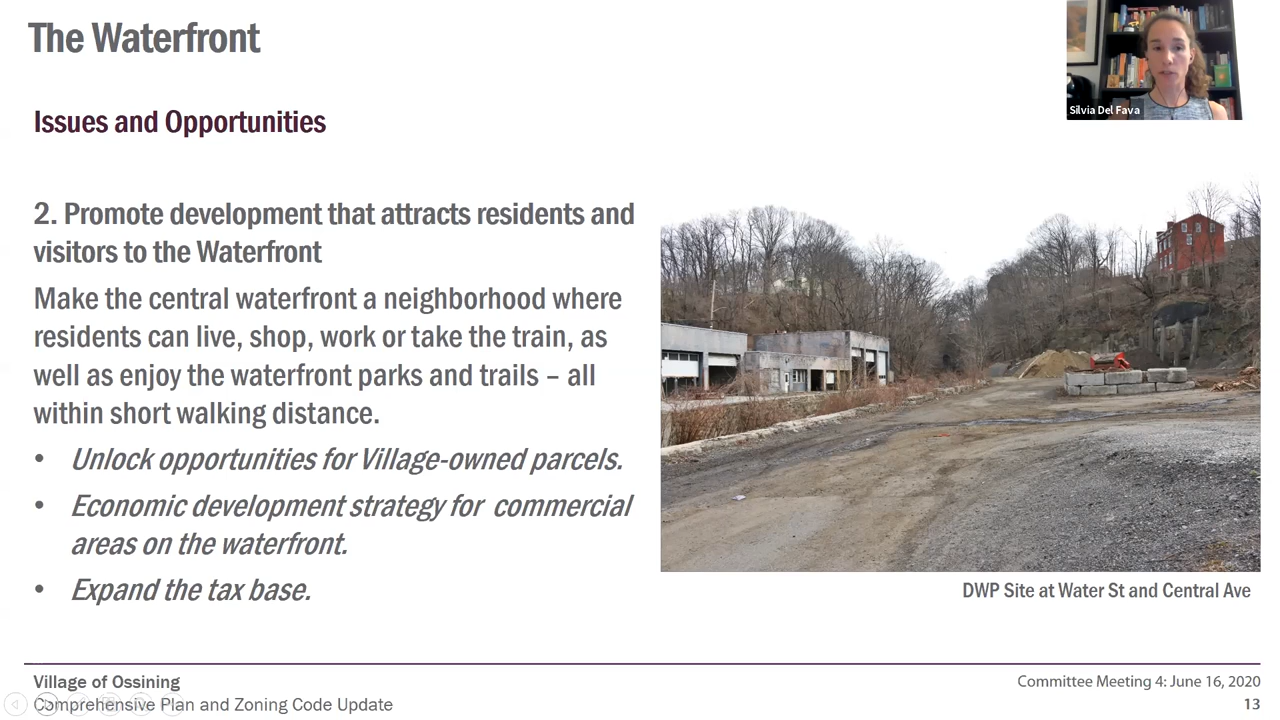 The Waterfront
Silvia Del Fava
Issues and Opportunities
2. Promote development that attracts residents and
visitors to the Waterfront
Make the central waterfront a neighborhood where
residents can live, shop, work or take the train, as
well as enjoy the waterfront parks and trails – all
within short walking distance.
• Unlock opportunities for Village-owned parcels.
• Economic development strategy for commercial
areas on the waterfront.
• Expand the tax base.
DWP Site at Water St and Central Ave
Village of Ossining
Comprehensive Plan and Zoning Code Update
Committee Meeting 4: June 16, 2020
13